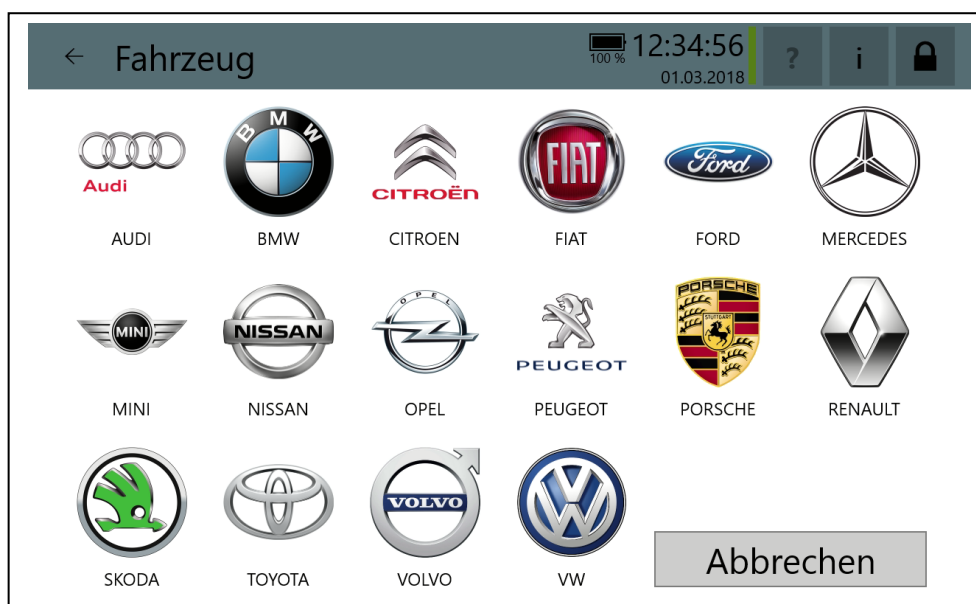 ← Fahrzeug 100 % 12:34:56 ? i
01.03.2018
BMW
FIAT
Ford
Audi
CITROËN
AUDI BMW CITROEN FIAT FORD MERCEDES
OPEL
PORSCHE
STUTTGART
MINI
NISSAN
PEUGEOT
MINI NISSAN OPEL PEUGEOT PORSCHE RENAULT
VOLVO
VW
SKODA TOYOTA VOLVO VW
Abbrechen